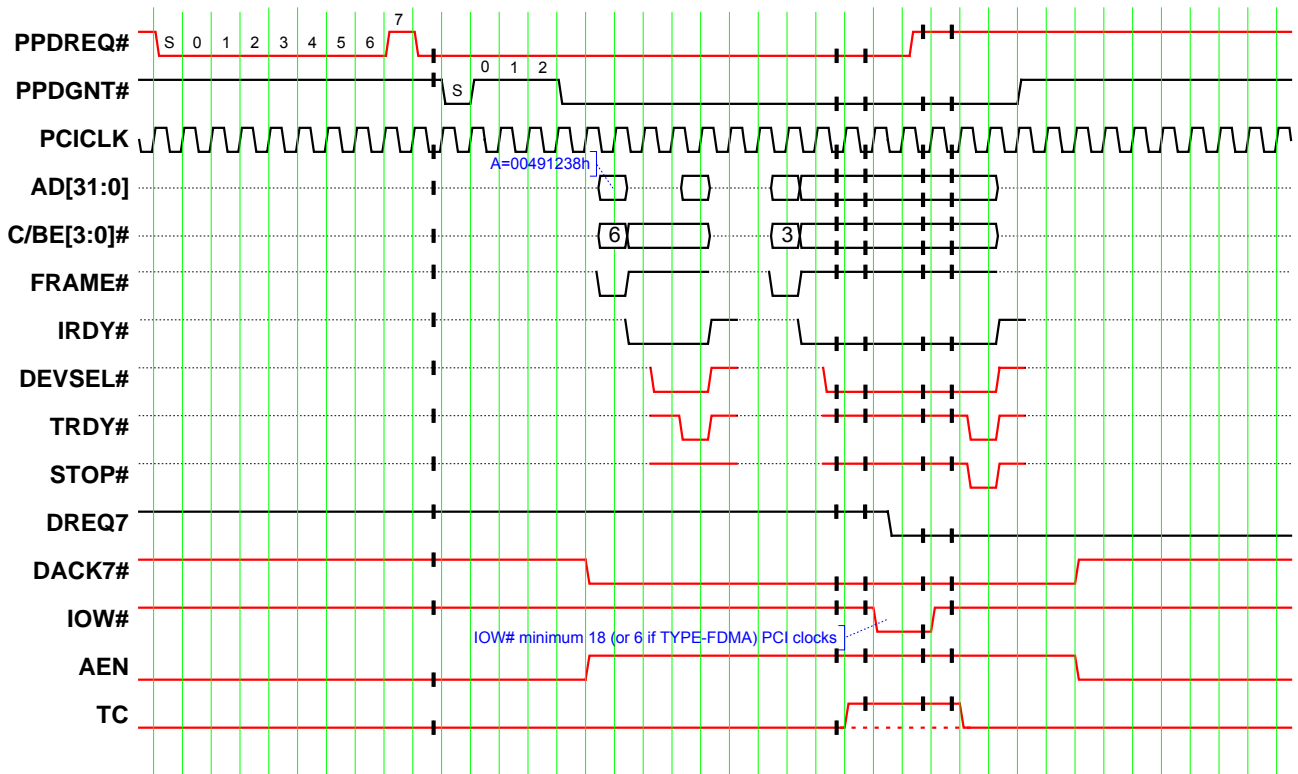 7
PPDREQ# S 0 1 2 3 4 5 6
0 1 2
PPDGNT# S
PCICLK
A=00491238h
AD[31:0]
C/BE[3:0]# 6 3
FRAME#
IRDY#
DEVSEL#
TRDY#
STOP#
DREQ7
DACK7#
IOW#
IOW# minimum 18 (or 6 if TYPE-FDMA) PCI clocks
AEN
TC